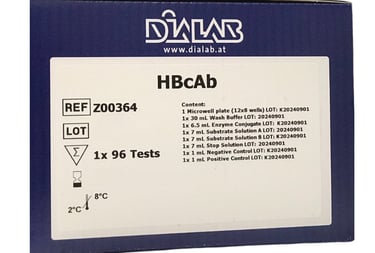 DIALAB
www.dialab.at
HBcAb
REF Z00364
LOT
Σ 1x 96 Tests
8°C
2°C
Contains:
1 Microwell plate (12x8 wells) LOT: K20240901
1x 30 mL Wash Buffer LOT: 20240901
1x 6.5 mL Enzyme Conjugate LOT: K20240901
1x 7 mL Substrate Solution A LOT: 20240901
1x 7 mL Substrate Solution B LOT: K20240901
1x 7 mL Stop Solution LOT: 20240901
1x 1 mL Negative Control LOT: K20240901
1x 1 mL Positive Control LOT: K20240901